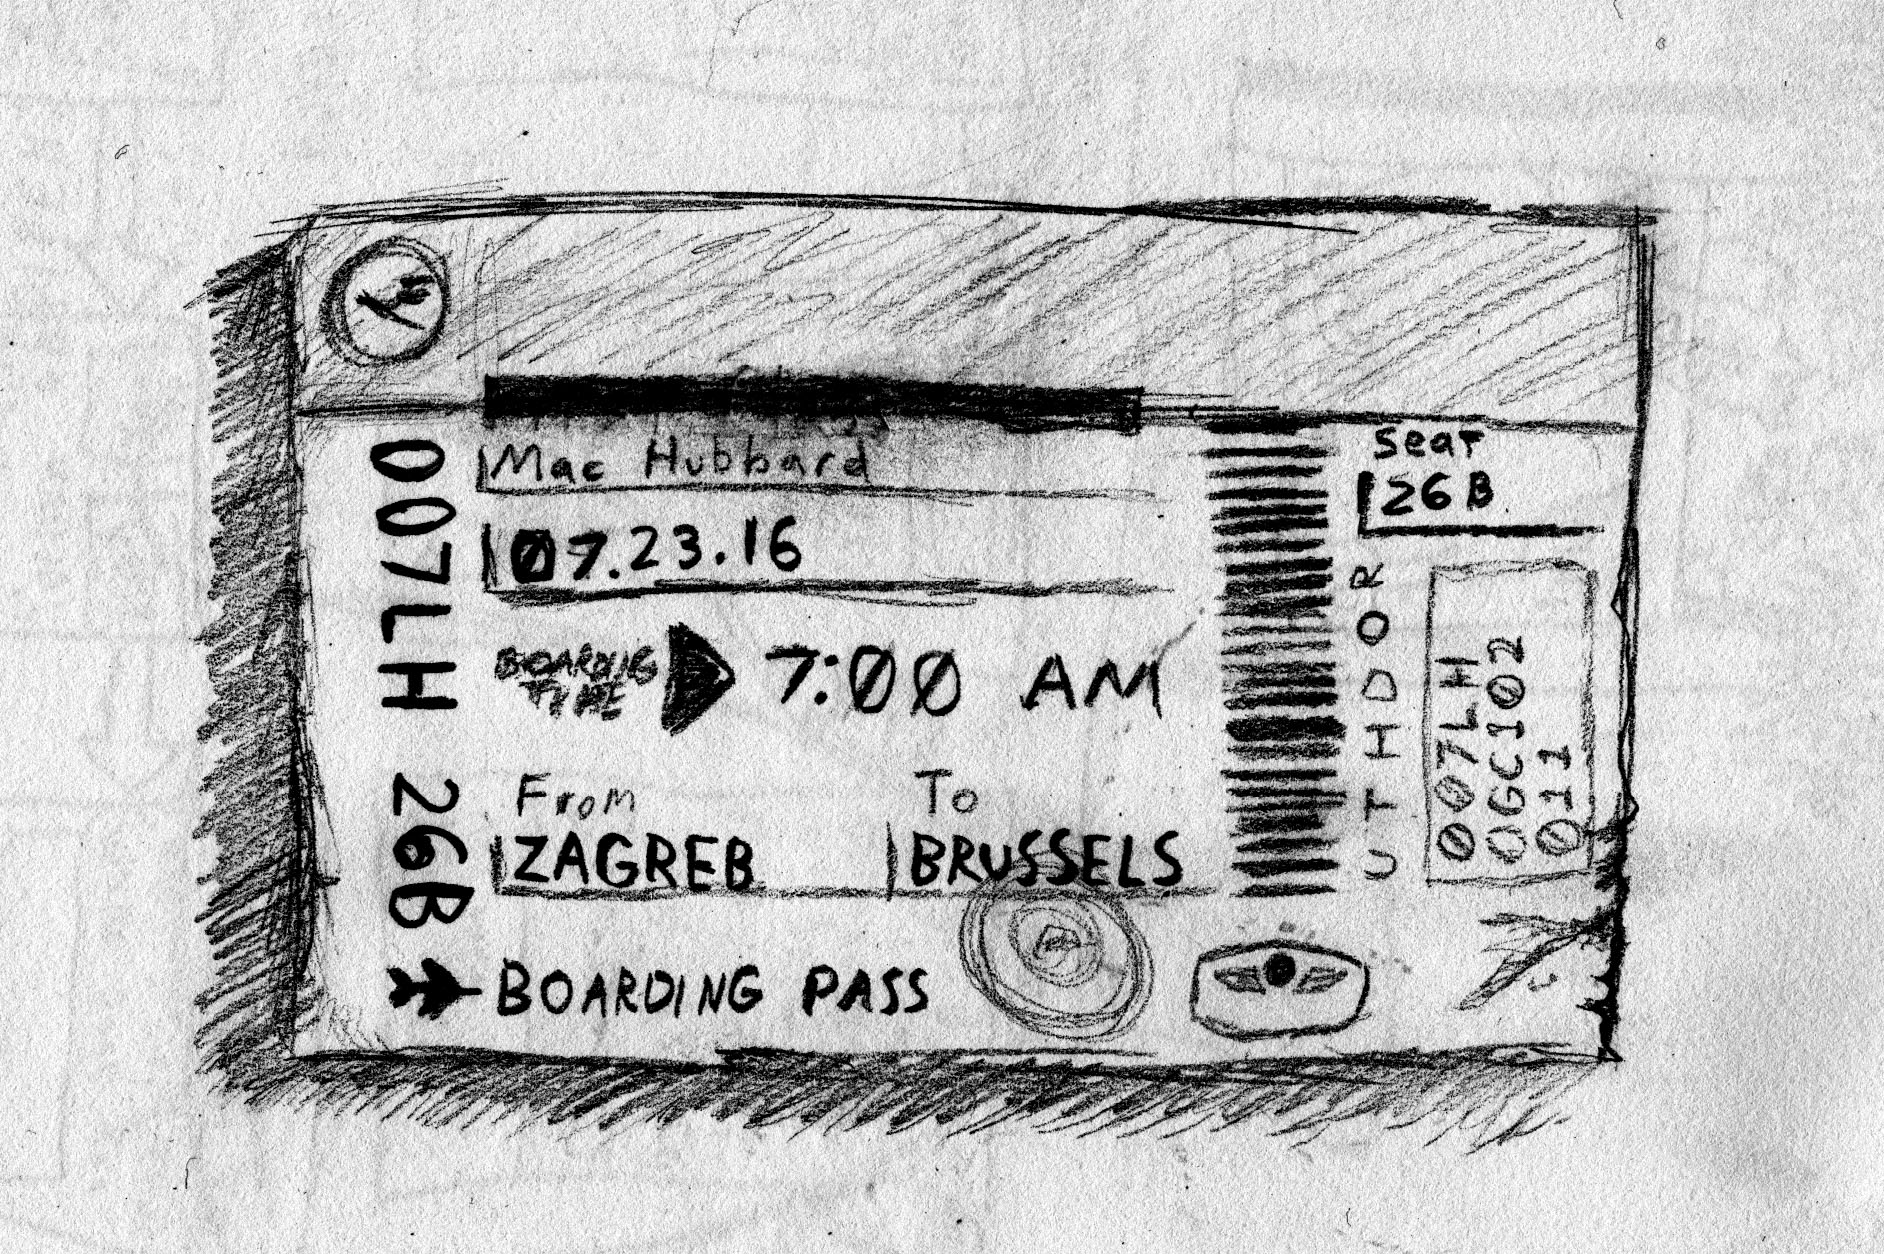 Mac Hubbard
07.23.16
BOARDING
TIME
7:00 AM
From
ZAGREB
To
BRUSSELS
BOARDING PASS
007LH 26B
Seat
26B
UTHDOR
007LH
OGC102
011